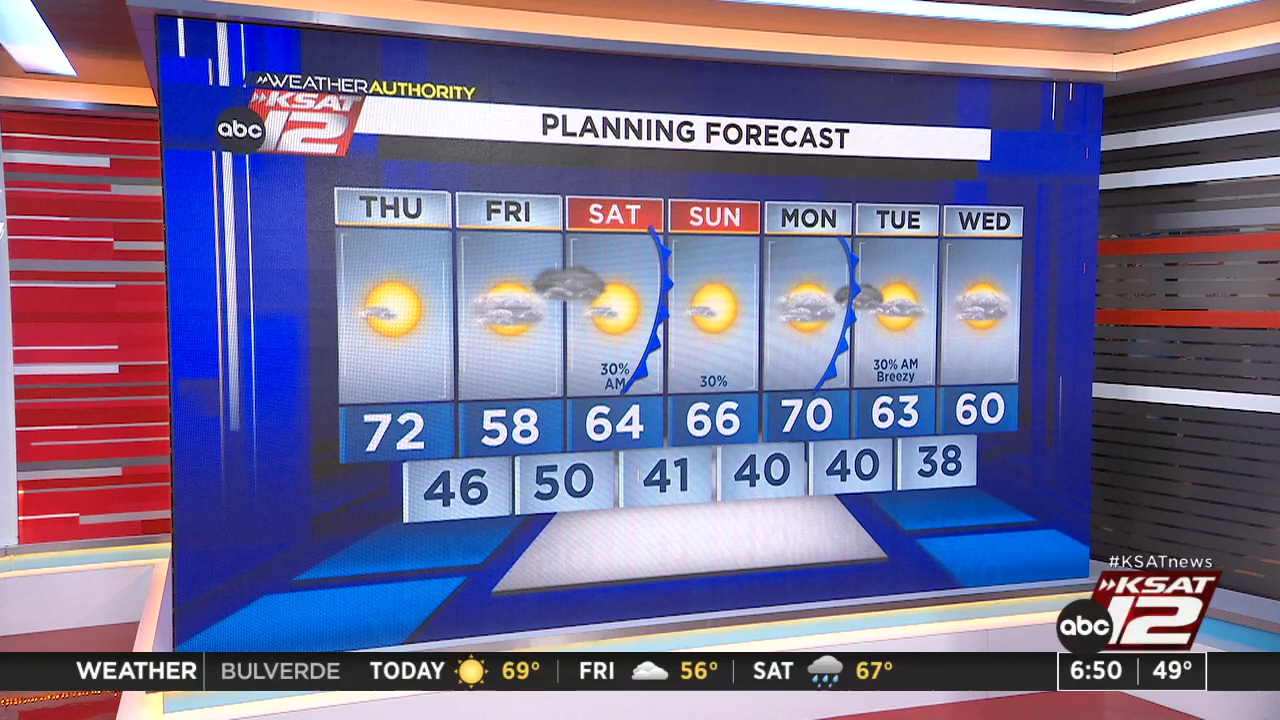 WEATHERAUTHORITY
KSAT
abc 12
PLANNING FORECAST
THU FRI SAT SUN MON TUE WED
30% AM
30%
30% AM
Breezy
72 58 64 66 70 63 60
46 50 41 40 40 38
#KSATnews
KSAT
abc 12
WEATHER BULVERDE TODAY 69° FRI 56° SAT 67° 6:50 49°